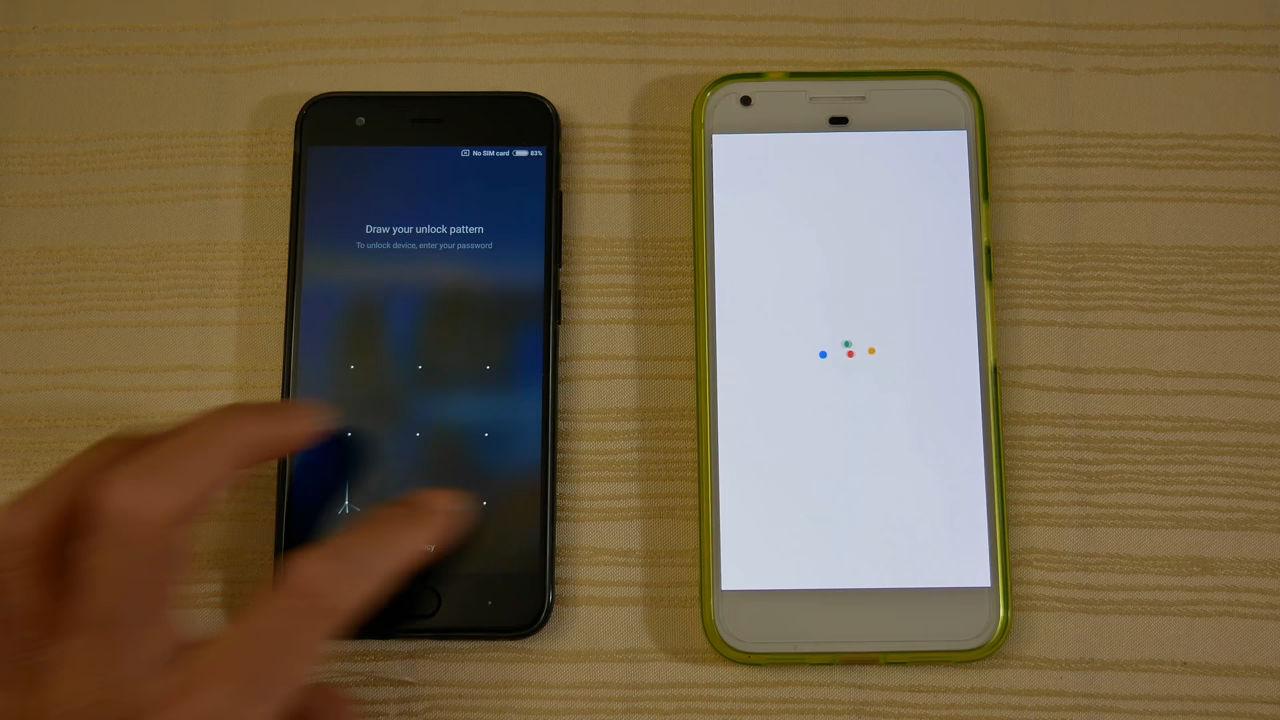 No SIM card 83%
Draw your unlock pattern
To unlock device, enter your password